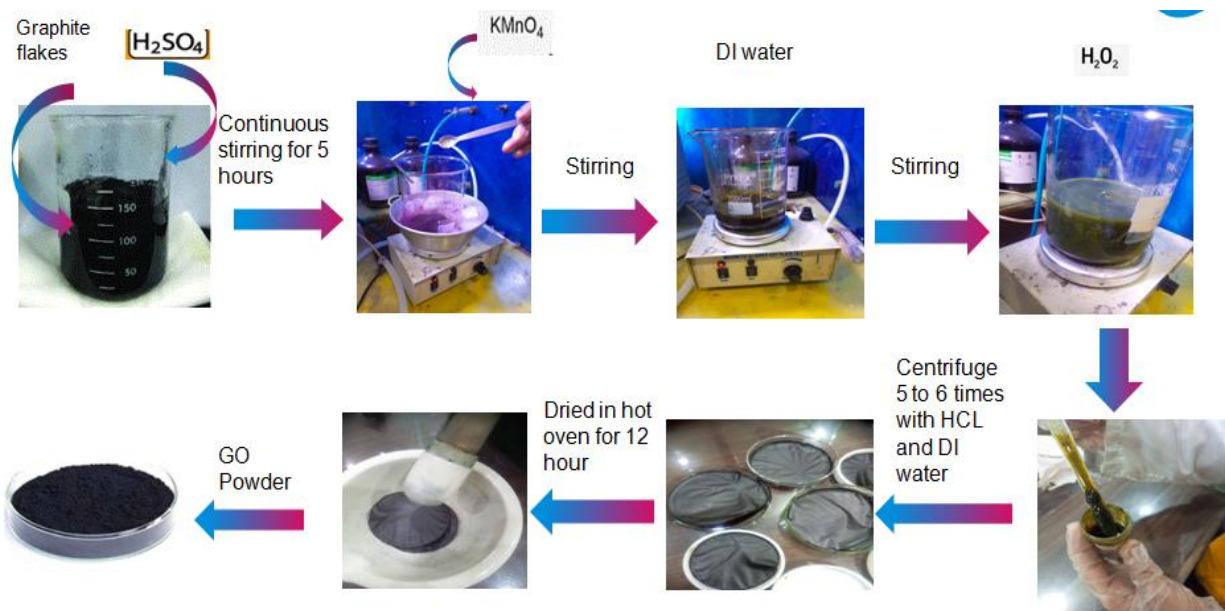 Graphite
flakes
[H₂SO₄]
Continuous
stirring for 5
hours
KMnO₄
Stirring
DI water
Stirring
H₂O₂
150
100
50
Centrifuge
5 to 6 times
with HCL
and DI
water
Dried in hot
oven for 12
hour
GO
Powder